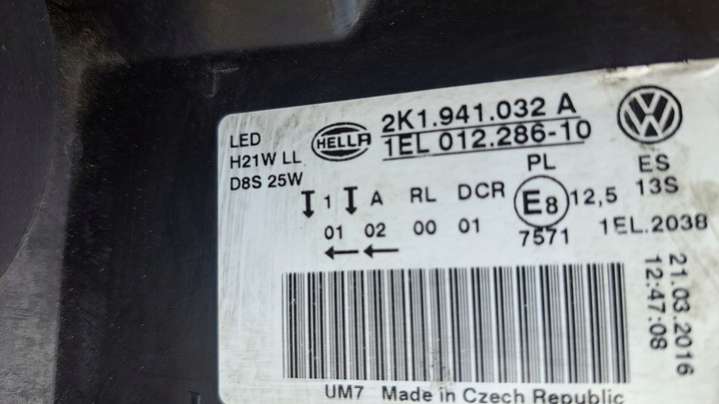 LED
H21W LL
D8S 25W
HELLA
2K1.941.032 A
1EL 012.286-10
VW
PL
ES
13S
1 A RL DCR
E8
12,5
01 02 00 01
7571
1EL.2038
21.03.2016
12:47:08
UM7 Made in Czech Republic